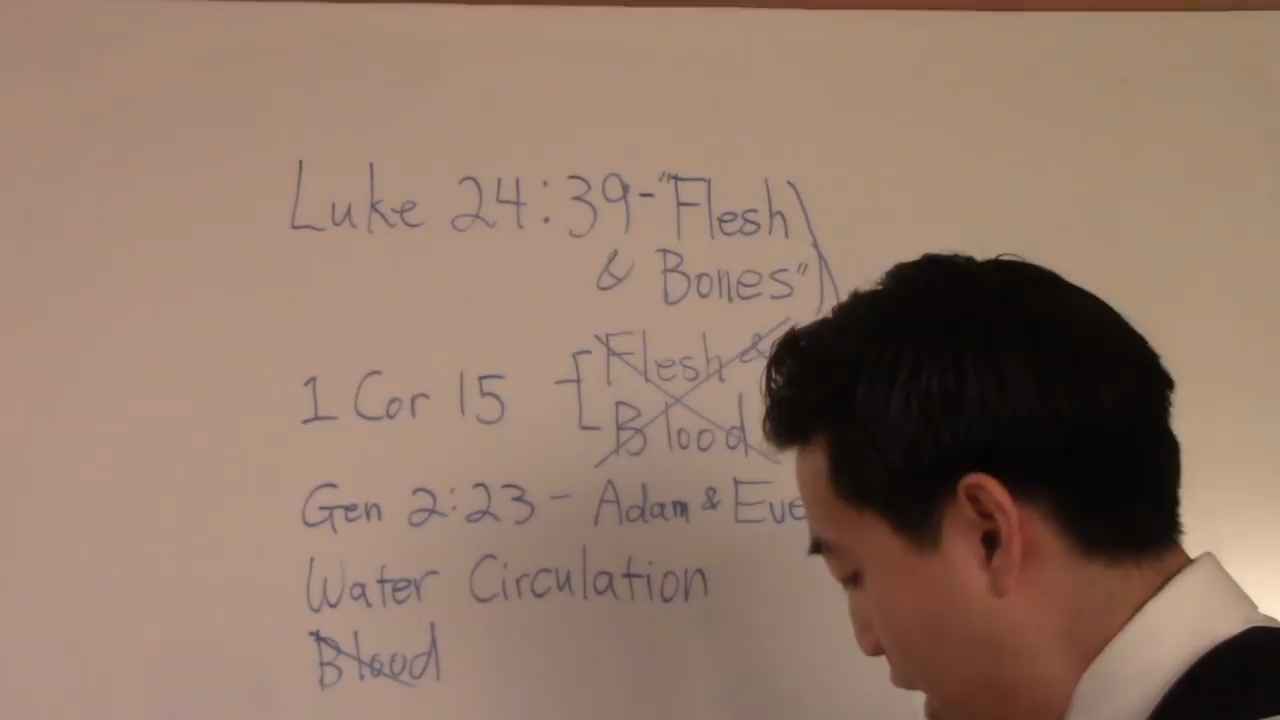 Luke 24:39-"Flesh
& Bones"
Flesh &
1 Cor 15
Blood
Gen 2:23 - Adam & Eve
Water Circulation
Blood